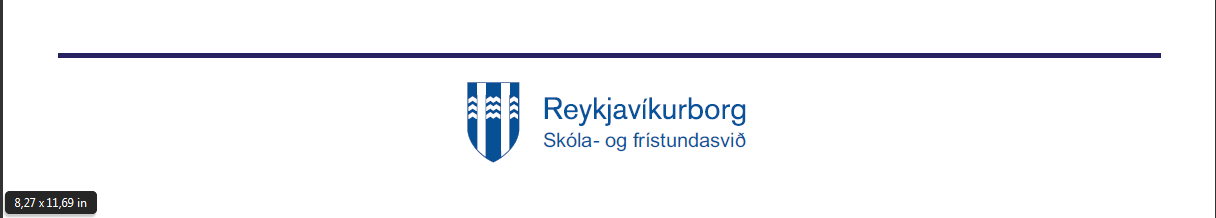 Reykjavíkurborg
Skóla- og frístundasvið
8,27 x 11,69 in